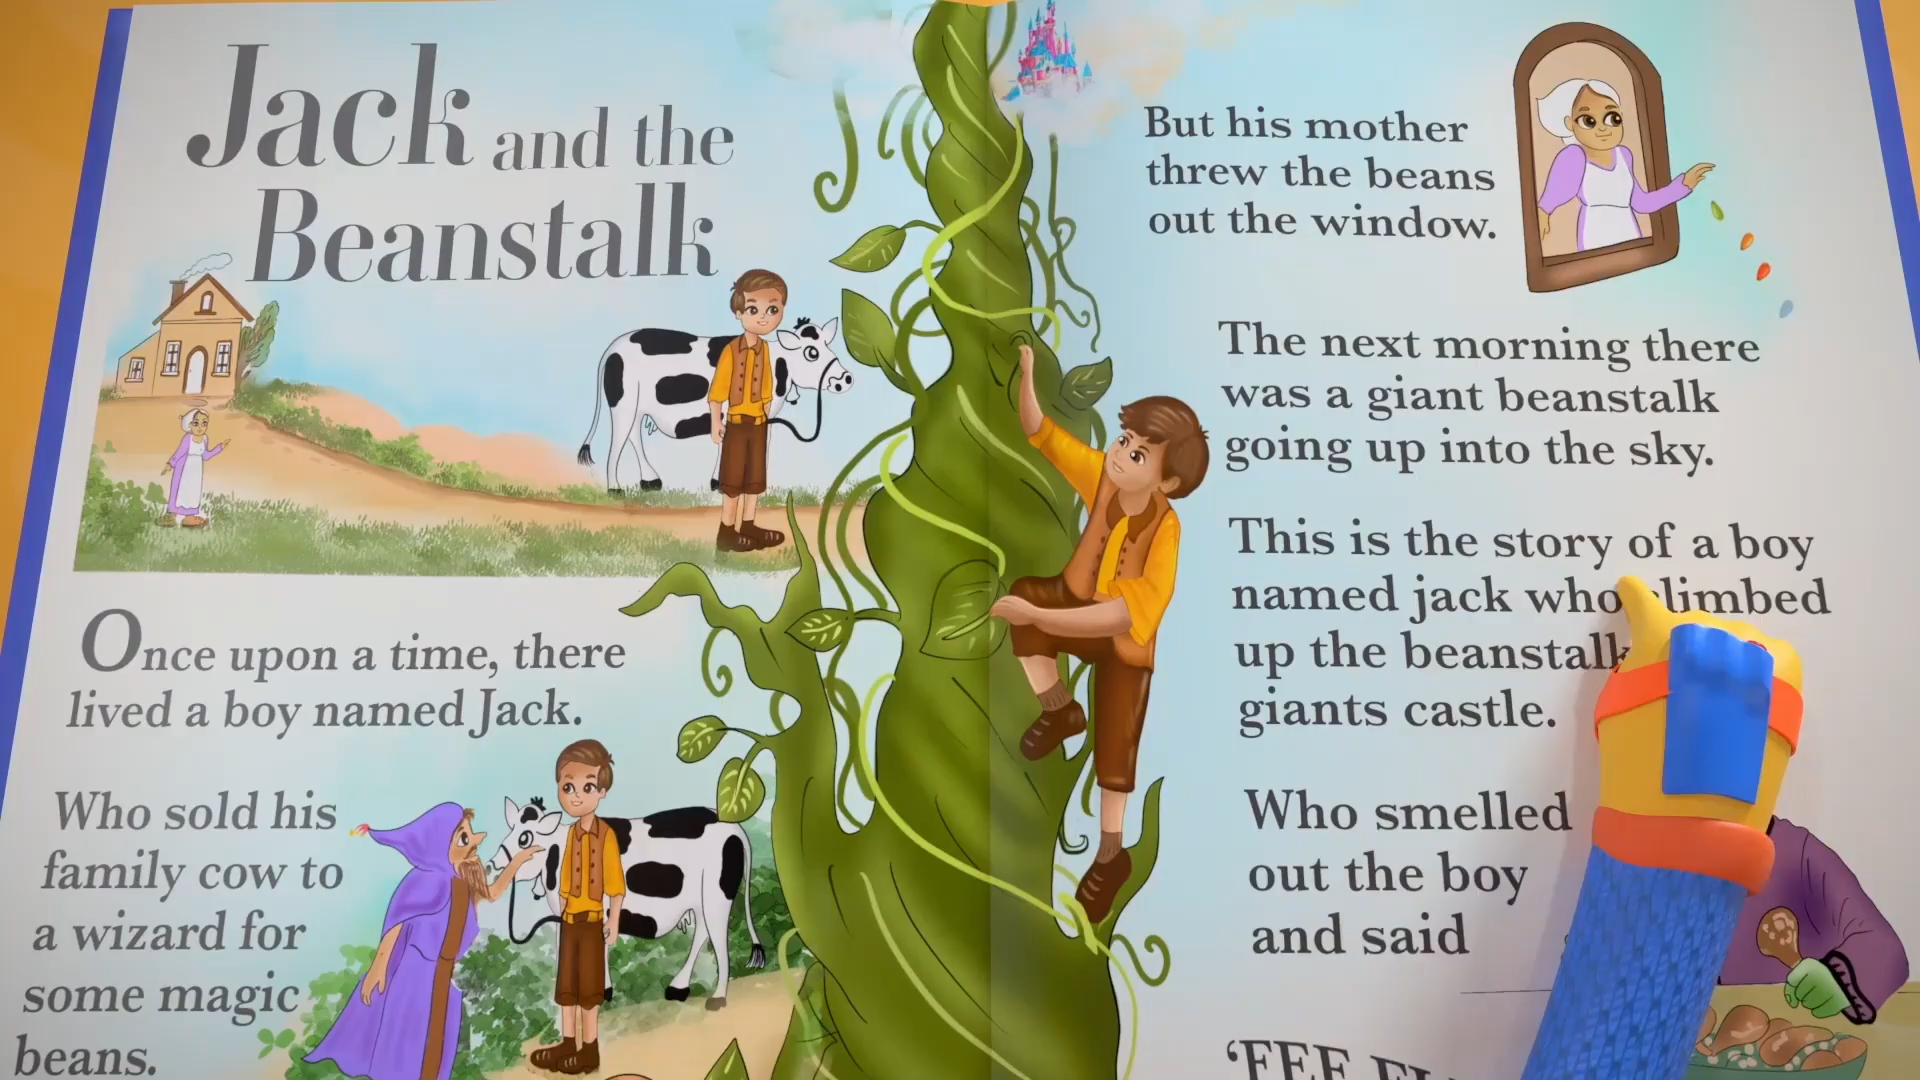 Jack and the
Beanstalk
Once upon a time, there
lived a boy named Jack.
Who sold his
family cow to
a wizard for
some magic
beans.
But his mother
threw the beans
out the window.
The next morning there
was a giant beanstalk
going up into the sky.
This is the story of a boy
named jack who climbed
up the beanstalk
giants castle.
Who smelled
out the boy
and said
‘FEE